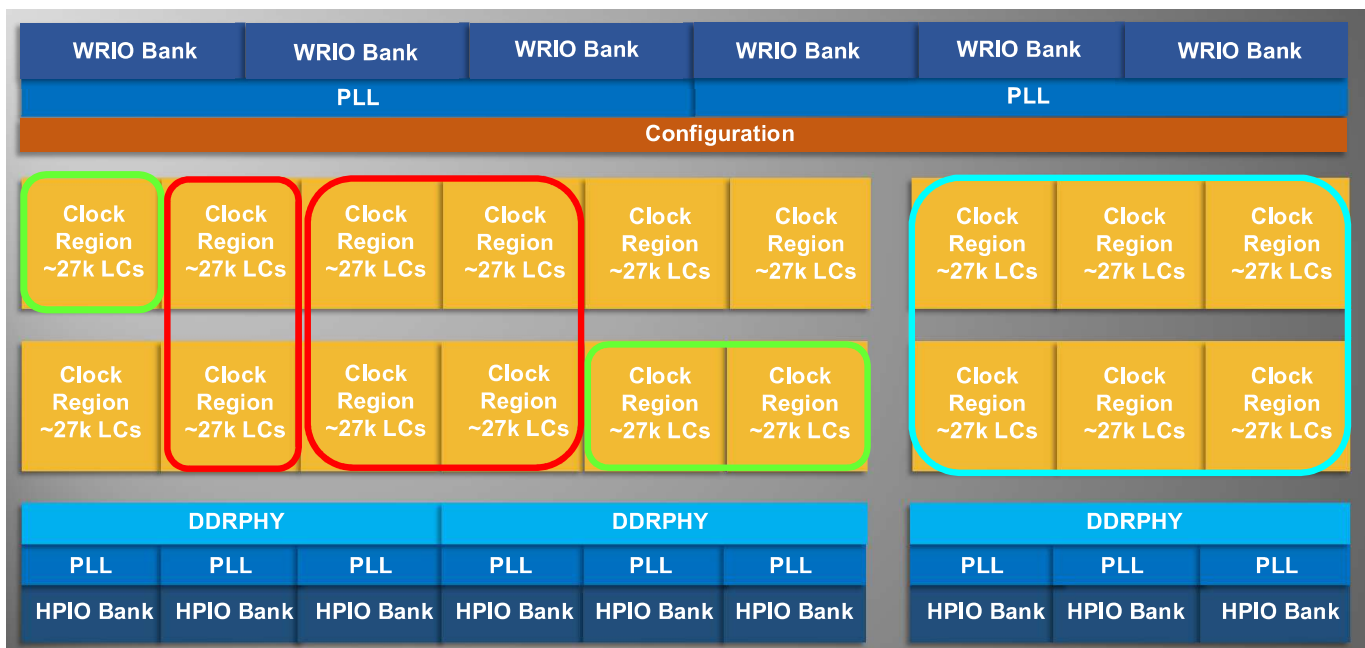 WRIO Bank WRIO Bank WRIO Bank WRIO Bank WRIO Bank WRIO Bank
PLL PLL
Configuration
Clock Clock Clock Clock Clock Clock Clock Clock Clock
Region Region Region Region Region Region Region Region Region
~27k LCs ~27k LCs ~27k LCs ~27k LCs ~27k LCs ~27k LCs ~27k LCs ~27k LCs ~27k LCs
Clock Clock Clock Clock Clock Clock Clock Clock Clock
Region Region Region Region Region Region Region Region Region
~27k LCs ~27k LCs ~27k LCs ~27k LCs ~27k LCs ~27k LCs ~27k LCs ~27k LCs ~27k LCs
DDRPHY DDRPHY DDRPHY
PLL PLL PLL PLL PLL PLL PLL PLL PLL
HPIO Bank HPIO Bank HPIO Bank HPIO Bank HPIO Bank HPIO Bank HPIO Bank HPIO Bank HPIO Bank